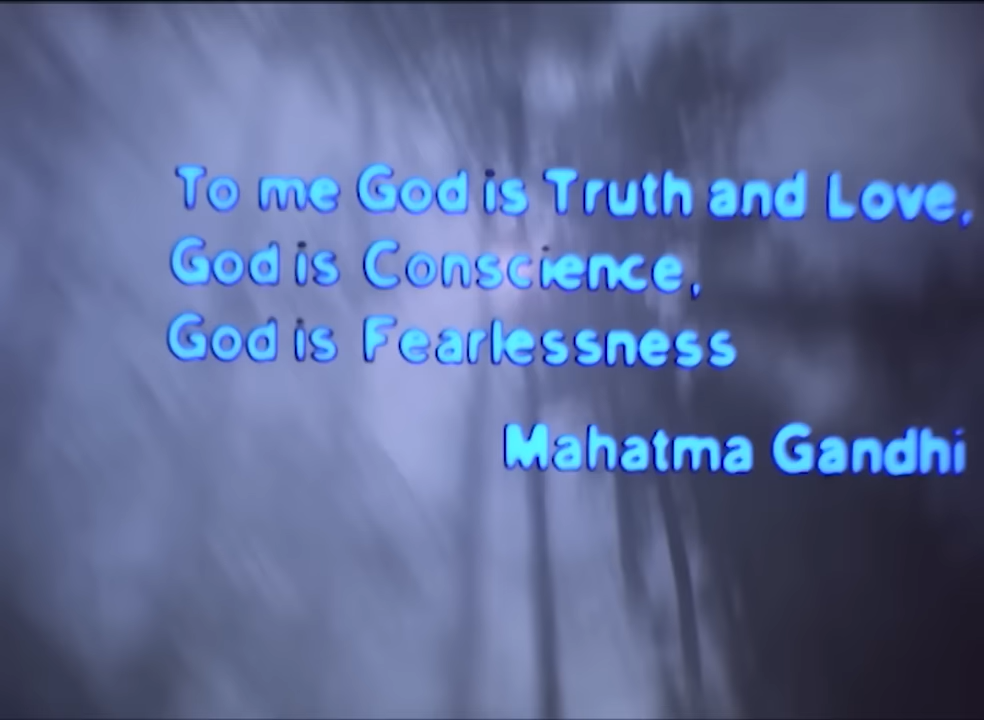 To me God is Truth and Love,
God is Conscience,
God is Fearlessness
Mahatma Gandhi